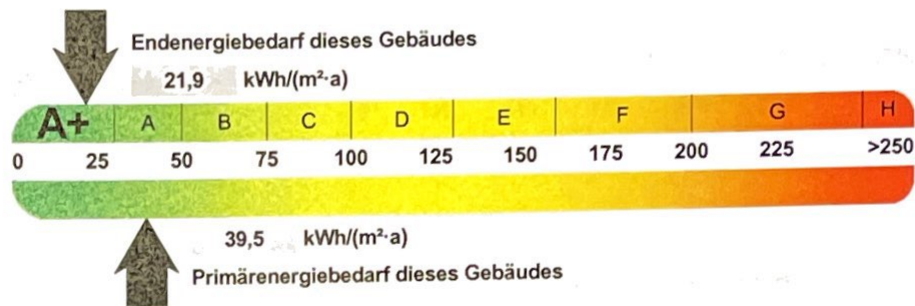 Endenergiebedarf dieses Gebäudes
21,9 kWh/(m²·a)
A+ A B C D E F G H
0 25 50 75 100 125 150 175 200 225 >250
39,5 kWh/(m²·a)
Primärenergiebedarf dieses Gebäudes